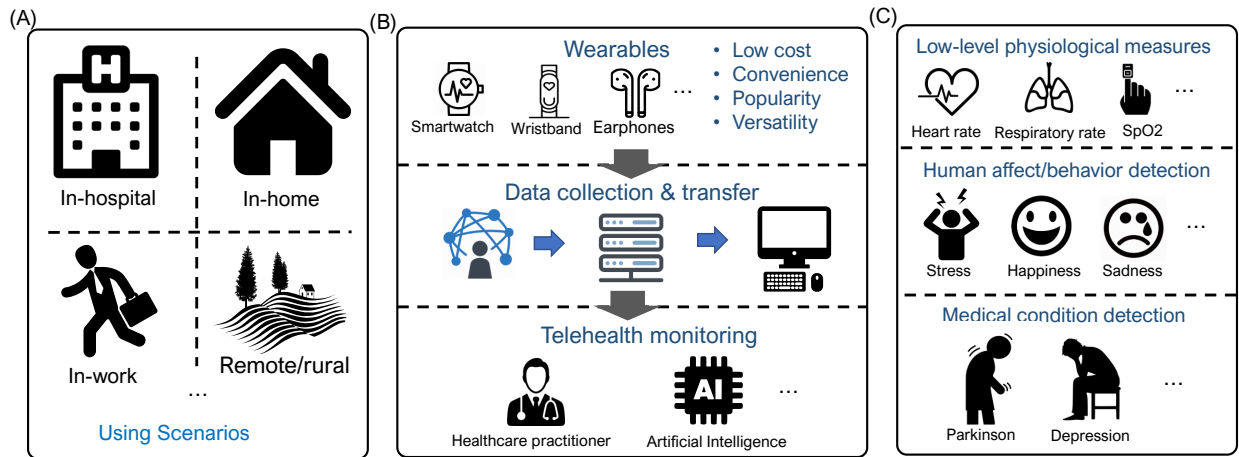 (A)
H
In-hospital
In-home
In-work
Remote/rural
...
Using Scenarios
(B)
Wearables
Smartwatch
Wristband
Earphones
...
• Low cost
• Convenience
• Popularity
• Versatility
Data collection & transfer
Telehealth monitoring
AI
...
Healthcare practitioner
Artificial Intelligence
(C)
Low-level physiological measures
...
Heart rate
Respiratory rate
SpO2
Human affect/behavior detection
...
Stress
Happiness
Sadness
Medical condition detection
...
Parkinson
Depression